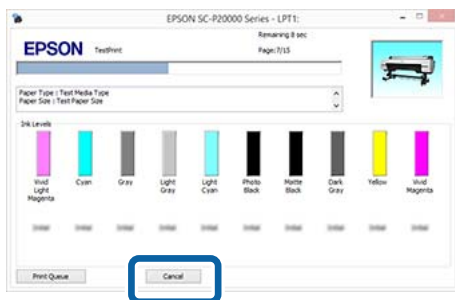 EPSON SC-P20000 Series - LPT1:
EPSON
TestPrint
Remaining 8 sec
Page: 7/15
Paper Type : Test Media Type
Paper Size : Test Paper Size
Ink Levels
Vivid Light Magenta
Cyan
Gray
Light Gray
Light Cyan
Photo Black
Matte Black
Dark Gray
Yellow
Vivid Magenta
Print Queue
Cancel